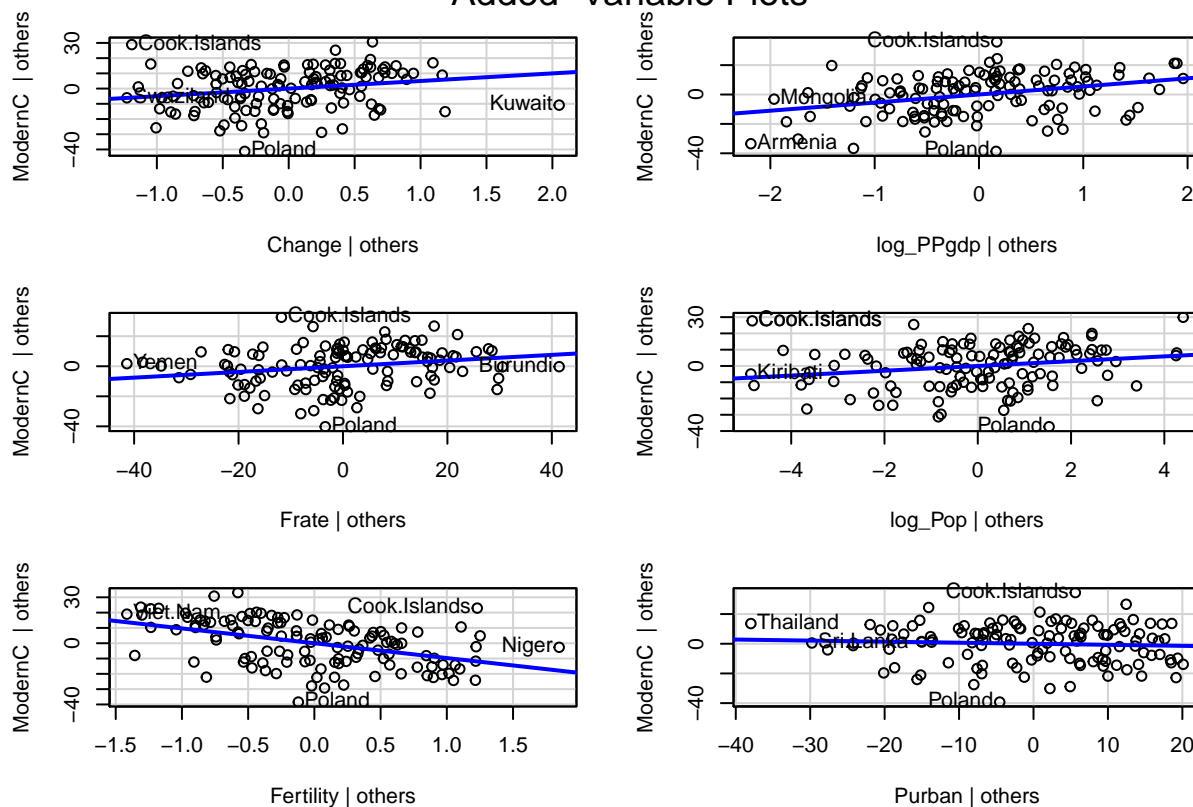 Added−Variable Plots
ModernC | others
−40 0 30
Cook.Islands
Swaziland
Kuwait
Poland
−1.0 −0.5 0.0 0.5 1.0 1.5 2.0
Change | others
ModernC | others
−40 0
Cook.Islands
Mongolia
Armenia
Poland
−2 −1 0 1 2
log_PPgdp | others
ModernC | others
−40 0
Cook.Islands
Yemen
Burundi
Poland
−40 −20 0 20 40
Frate | others
ModernC | others
−40 0 30
Cook.Islands
Kiribati
Poland
−4 −2 0 2 4
log_Pop | others
ModernC | others
−40 0 30
Viet.Nam
Cook.Islands
Niger
Poland
−1.5 −1.0 −0.5 0.0 0.5 1.0 1.5
Fertility | others
ModernC | others
−40 0
Cook.Islands
Thailand
Sri.Lanka
Poland
−40 −30 −20 −10 0 10 20
Purban | others